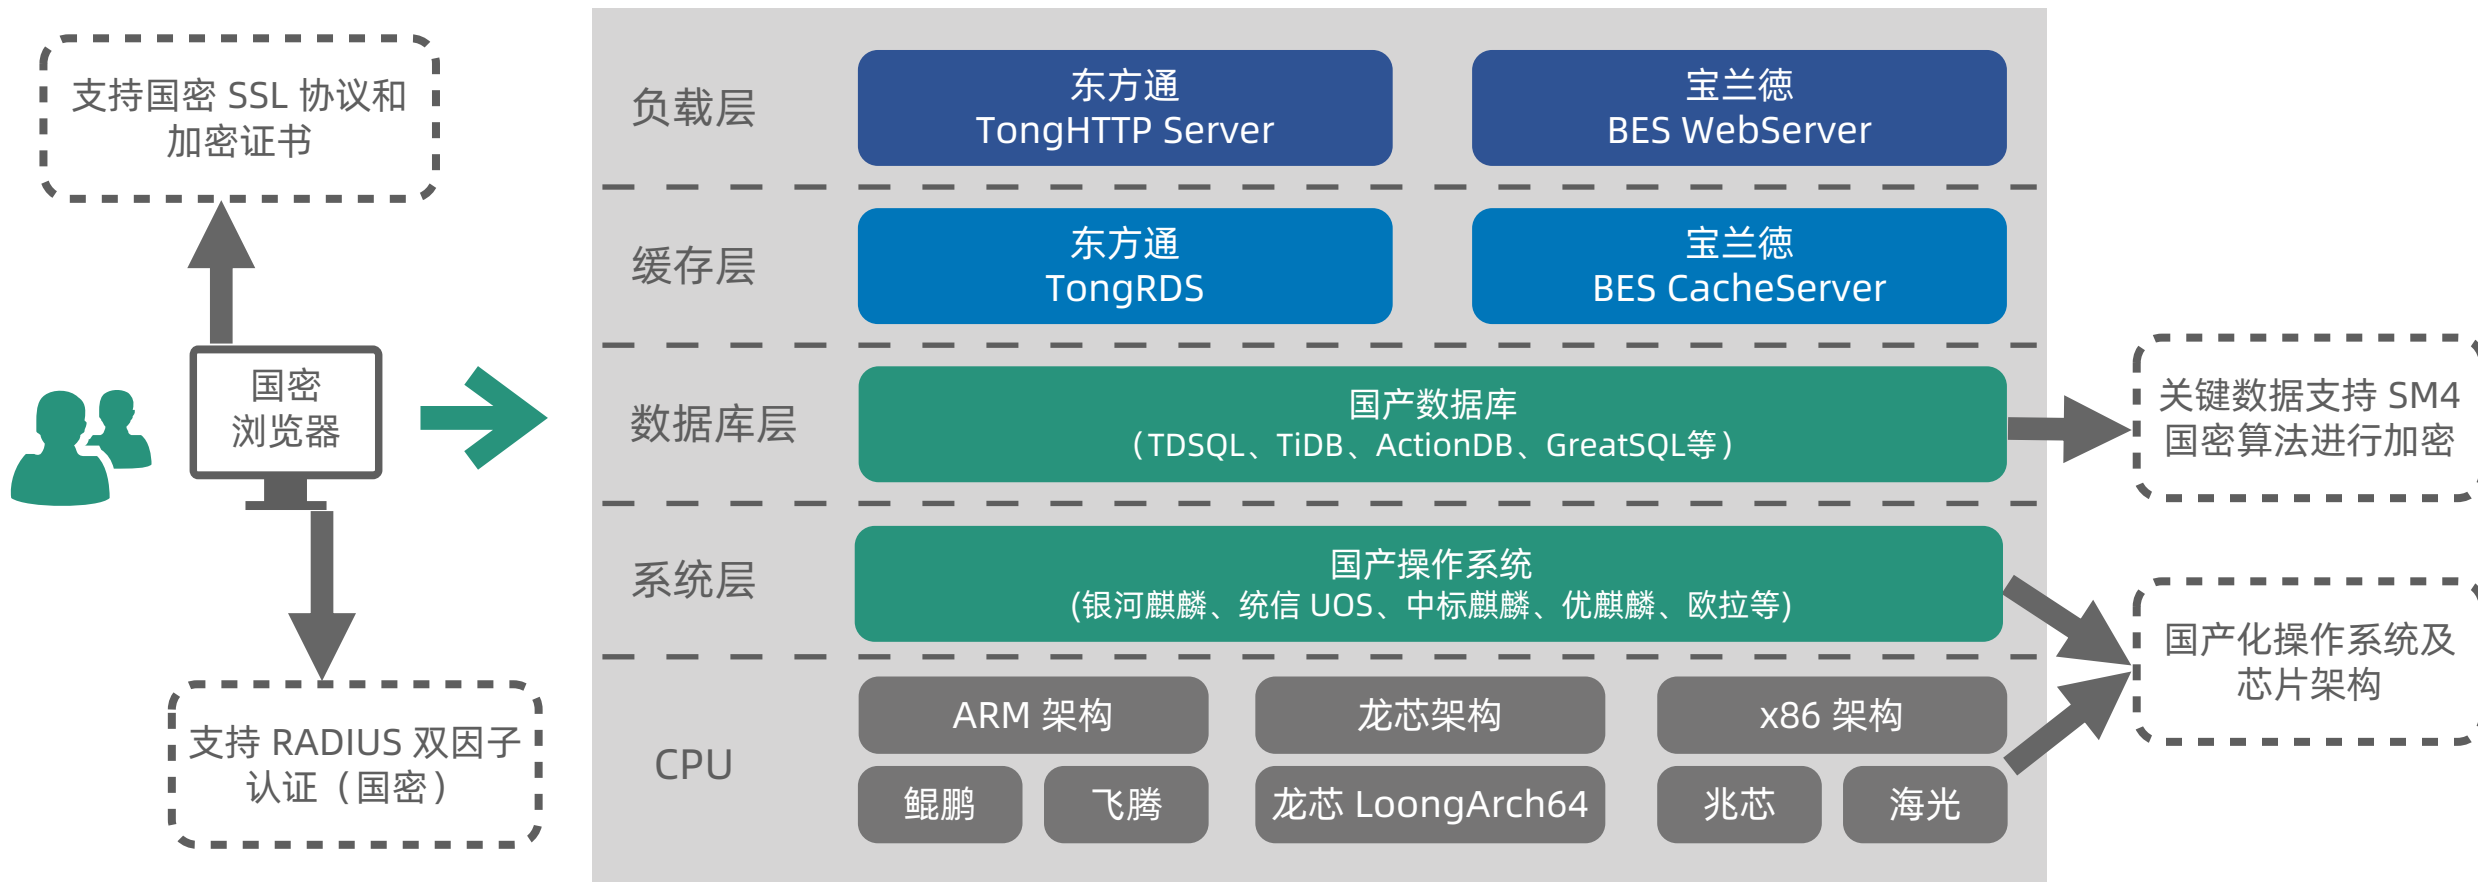 支持国密 SSL 协议和
加密证书
国密
浏览器
支持 RADIUS 双因子
认证（国密）
负载层
东方通
TongHTTP Server
宝兰德
BES WebServer
缓存层
东方通
TongRDS
宝兰德
BES CacheServer
数据库层
国产数据库
（TDSQL、TiDB、ActionDB、GreatSQL等）
系统层
国产操作系统
(银河麒麟、统信 UOS、中标麒麟、优麒麟、欧拉等)
CPU
ARM 架构
龙芯架构
x86 架构
鲲鹏
飞腾
龙芯 LoongArch64
兆芯
海光
关键数据支持 SM4
国密算法进行加密
国产化操作系统及
芯片架构